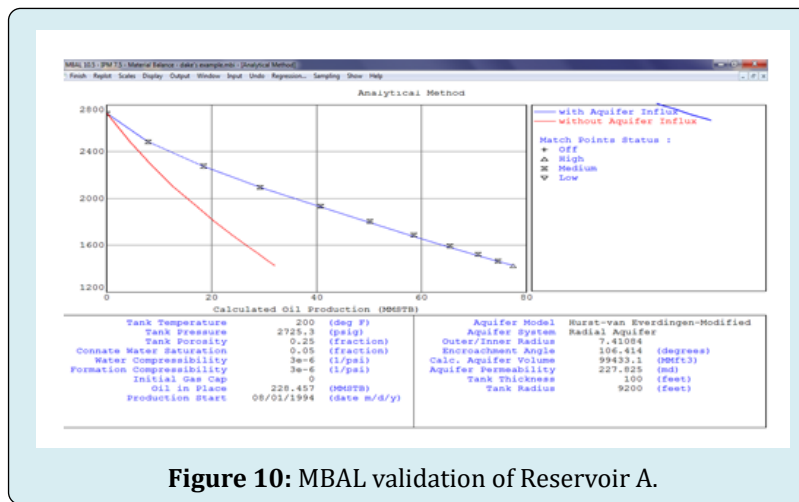 MBAL 10.5 - IPM 7.5 - Material Balance - dake's example.mbi - [Analytical Method]
Finish Replot Scales Display Output Window Input Undo Regression... Sampling Show Help
Analytical Method
2800
2400
2000
1600
1200
0 20 40 60 80
Calculated Oil Production (MMSTB)
with Aquifer Influx
without Aquifer Influx
Match Points Status :
Off
High
Medium
Low
Tank Temperature 200 (deg F)
Tank Pressure 2725.3 (psig)
Tank Porosity 0.25 (fraction)
Connate Water Saturation 0.05 (fraction)
Water Compressibility 3e-6 (1/psi)
Formation Compressibility 3e-6 (1/psi)
Initial Gas Cap 0
Oil in Place 228.457 (MMSTB)
Production Start 08/01/1994 (date m/d/y)
Aquifer Model Hurst-van Everdingen-Modified
Aquifer System Radial Aquifer
Outer/Inner Radius 7.41084
Encroachment Angle 106.414 (degrees)
Calc. Aquifer Volume 99433.1 (MMft3)
Aquifer Permeability 227.825 (md)
Tank Thickness 100 (feet)
Tank Radius 9200 (feet)
Figure 10: MBAL validation of Reservoir A.